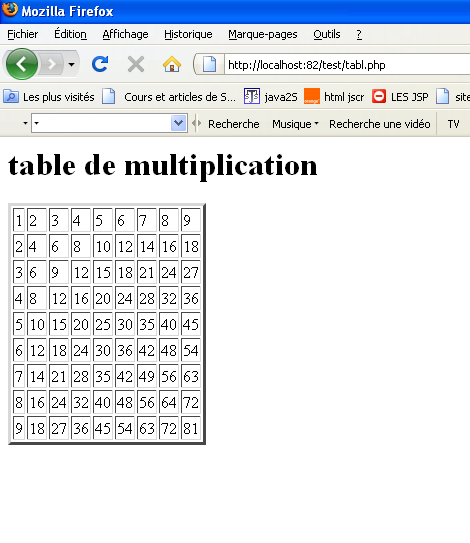 Mozilla Firefox
Fichier Édition Affichage Historique Marque-pages Outils ?
http://localhost:82/test/tabl.php
Les plus visités Cours et articles de S... java2S html jscr LES JSP site
Recherche Musique Recherche une vidéo TV
table de multiplication
1 2 3 4 5 6 7 8 9
2 4 6 8 10 12 14 16 18
3 6 9 12 15 18 21 24 27
4 8 12 16 20 24 28 32 36
5 10 15 20 25 30 35 40 45
6 12 18 24 30 36 42 48 54
7 14 21 28 35 42 49 56 63
8 16 24 32 40 48 56 64 72
9 18 27 36 45 54 63 72 81